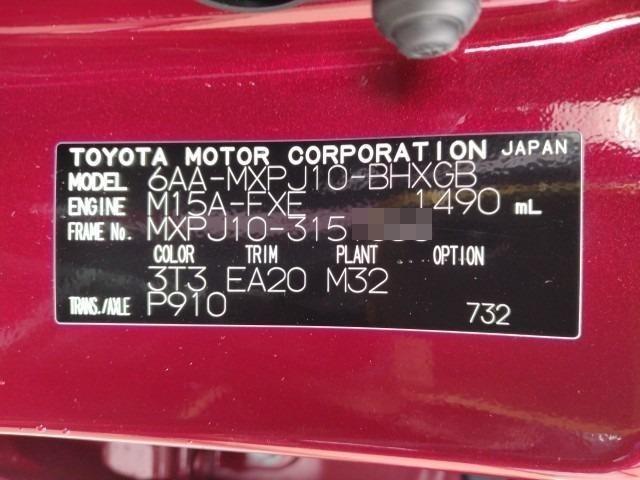 TOYOTA MOTOR CORPORATION JAPAN
MODEL 6AA-MXPJ10-BHXGB
ENGINE M15A-FXE 1490 mL
FRAME No. MXPJ10-315
COLOR TRIM PLANT OPTION
3T3 EA20 M32
TRANS./AXLE P910 732